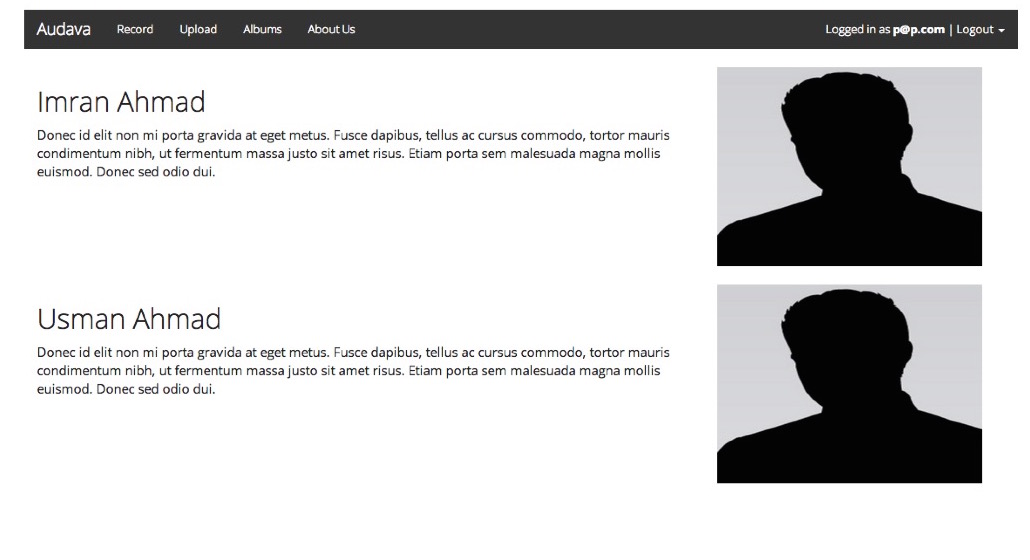 Audava Record Upload Albums About Us Logged in as p@p.com | Logout
Imran Ahmad
Donec id elit non mi porta gravida at eget metus. Fusce dapibus, tellus ac cursus commodo, tortor mauris
condimentum nibh, ut fermentum massa justo sit amet risus. Etiam porta sem malesuada magna mollis
euismod. Donec sed odio dui.
Usman Ahmad
Donec id elit non mi porta gravida at eget metus. Fusce dapibus, tellus ac cursus commodo, tortor mauris
condimentum nibh, ut fermentum massa justo sit amet risus. Etiam porta sem malesuada magna mollis
euismod. Donec sed odio dui.